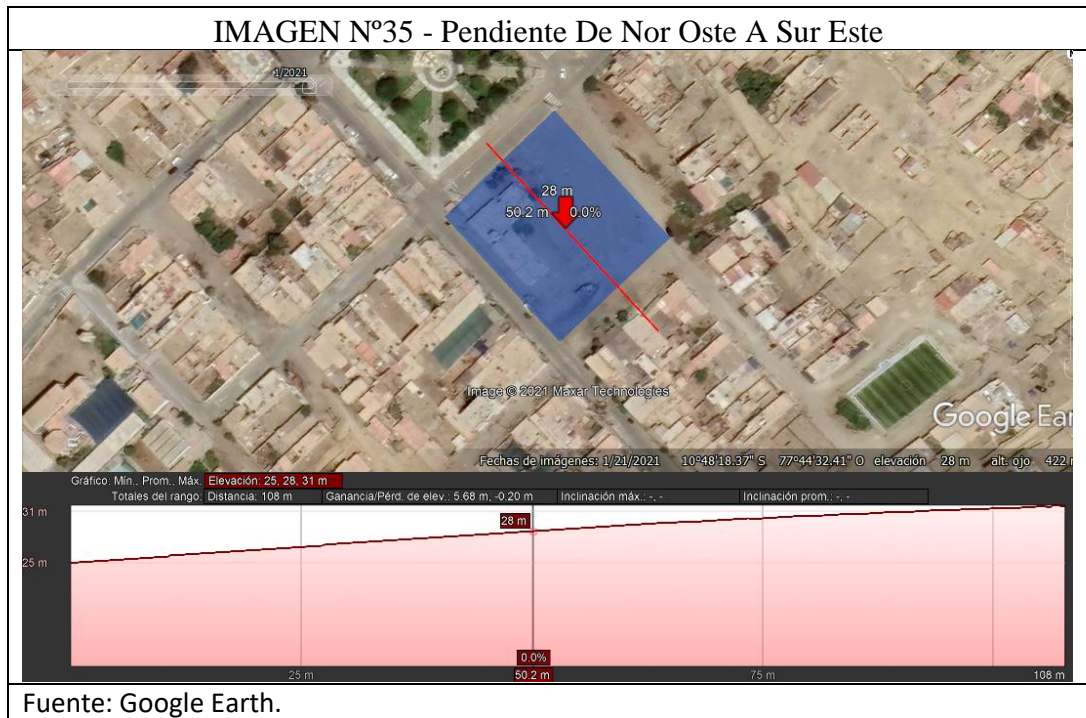 IMAGEN Nº35 - Pendiente De Nor Oste A Sur Este
1/2021
28 m
50.2 m 0.0%
Image © 2021 Maxar Technologies
Google Ear
Fechas de imágenes: 1/21/2021 10°48'18.37" S 77°44'32.41" O elevación 28 m alt. ojo 422 r
Gráfico: Mín., Prom., Máx. Elevación: 25, 28, 31 m
Totales del rango: Distancia: 108 m Ganancia/Pérd. de elev.: 5.68 m, -0.20 m Inclinación máx.: -, - Inclinación prom.: -, -
31 m
28 m
25 m
0.0%
25 m 50.2 m 75 m 108 m
Fuente: Google Earth.